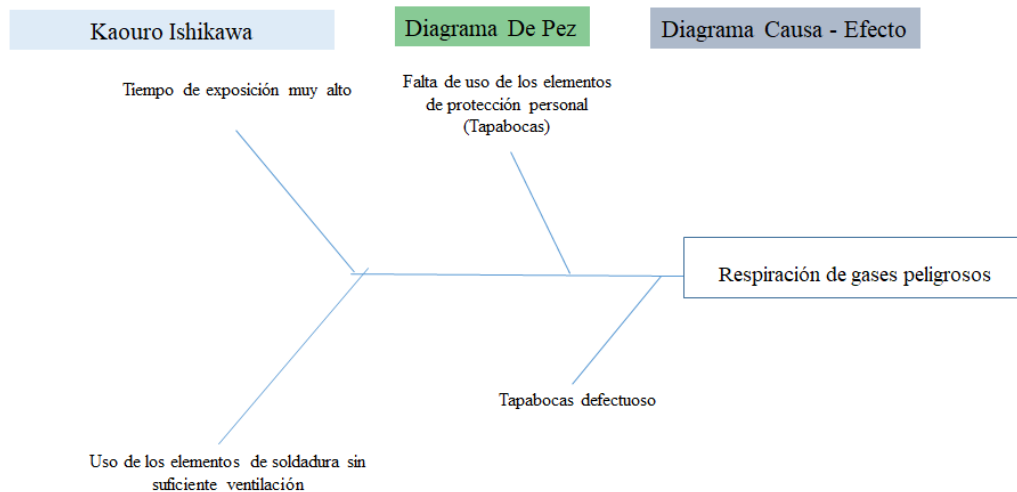 Kaouro Ishikawa
Diagrama De Pez
Diagrama Causa - Efecto
Tiempo de exposición muy alto
Falta de uso de los elementos
de protección personal
(Tapabocas)
Respiración de gases peligrosos
Tapabocas defectuoso
Uso de los elementos de soldadura sin
suficiente ventilación